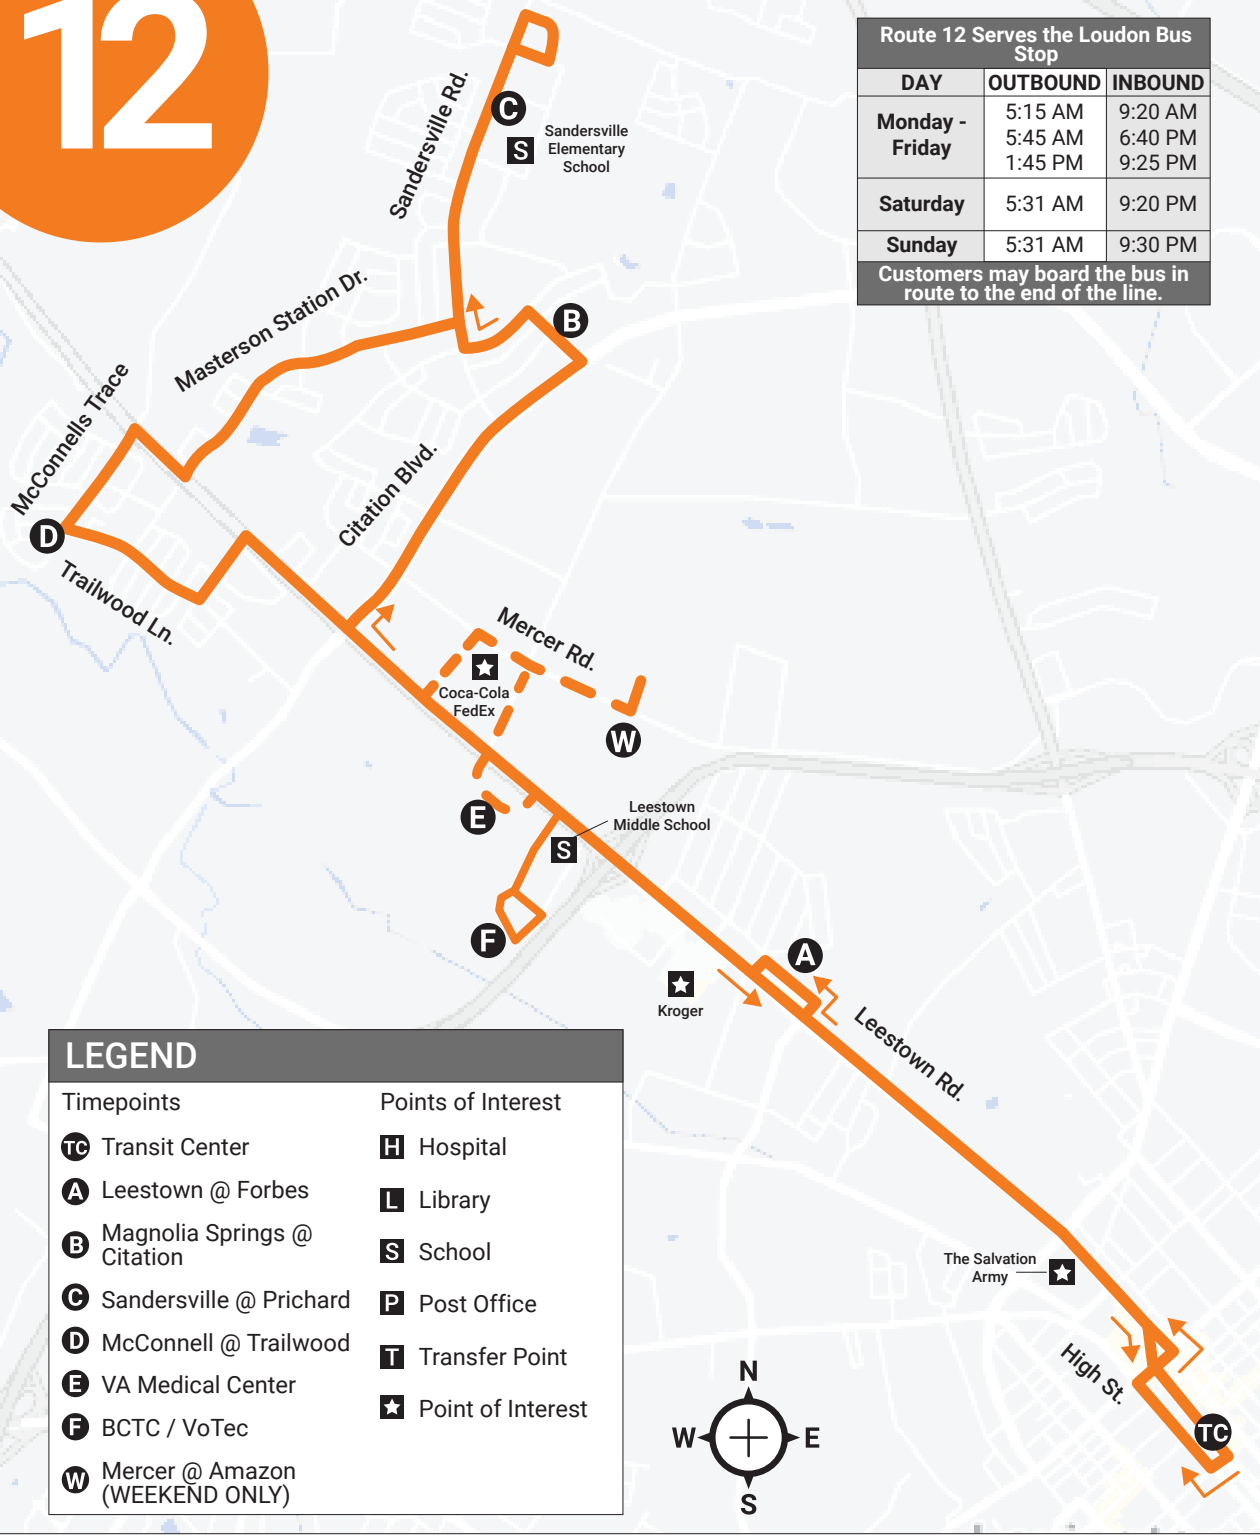 12
Route 12 Serves the Loudon Bus
Stop
DAY OUTBOUND INBOUND
Monday -
Friday
5:15 AM 9:20 AM
5:45 AM 6:40 PM
1:45 PM 9:25 PM
Saturday 5:31 AM 9:20 PM
Sunday 5:31 AM 9:30 PM
Customers may board the bus in
route to the end of the line.
Sandersville Rd.
C
S
Sandersville
Elementary
School
Masterson Station Dr.
B
McConnells Trace
D
Trailwood Ln.
Citation Blvd.
Mercer Rd.
Coca-Cola
FedEx
W
E
Leestown
Middle School
S
F
A
Kroger
Leestown Rd.
The Salvation
Army
High St.
TC
N
W E
S
LEGEND
Timepoints
TC Transit Center
A Leestown @ Forbes
B Magnolia Springs @
Citation
C Sandersville @ Prichard
D McConnell @ Trailwood
E VA Medical Center
F BCTC / VoTec
W Mercer @ Amazon
(WEEKEND ONLY)
Points of Interest
H Hospital
L Library
S School
P Post Office
T Transfer Point
Point of Interest